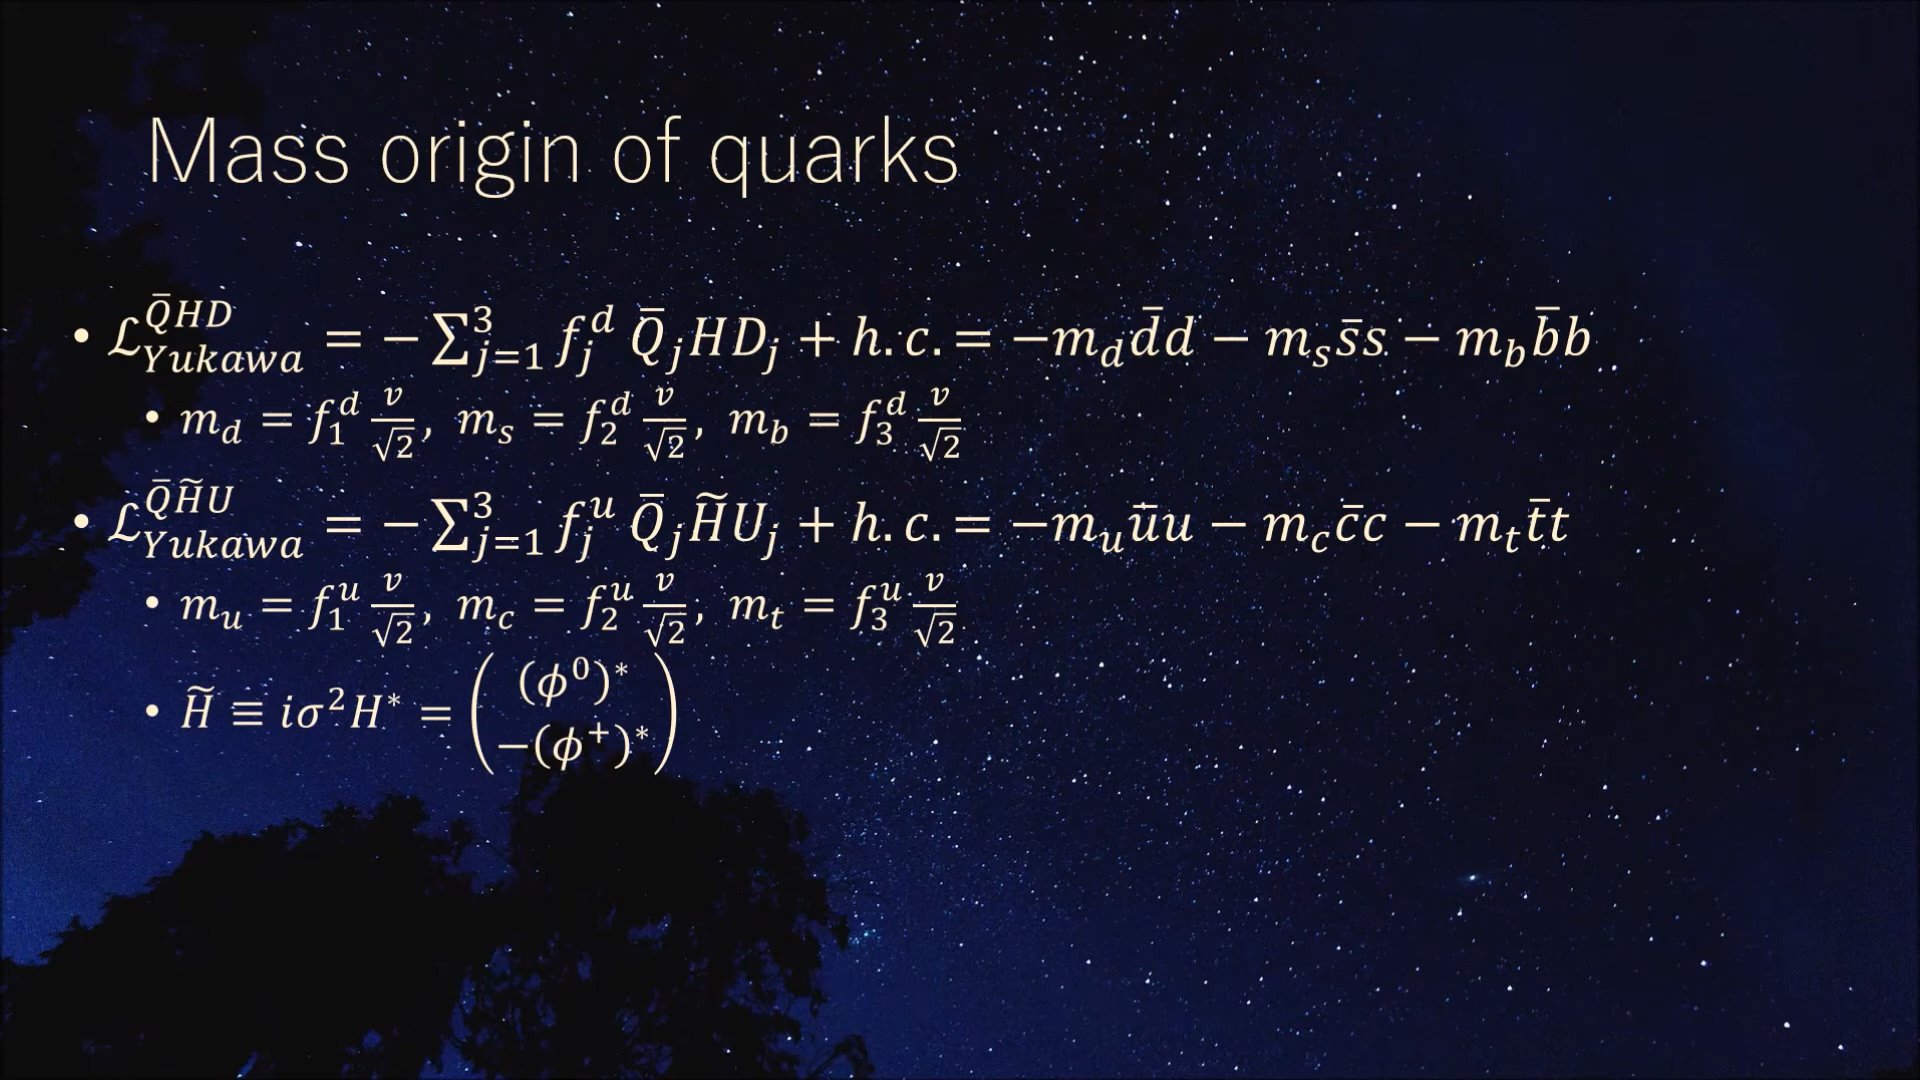 Mass origin of quarks
• $\mathcal{L}_{Yukawa}^{\bar{Q}HD} = -\sum_{j=1}^{3} f_j^d \bar{Q}_j H D_j + h.c. = -m_d \bar{d}d - m_s \bar{s}s - m_b \bar{b}b$
• $m_d = f_1^d \frac{v}{\sqrt{2}},\ m_s = f_2^d \frac{v}{\sqrt{2}},\ m_b = f_3^d \frac{v}{\sqrt{2}}$
• $\mathcal{L}_{Yukawa}^{\bar{Q}\tilde{H}U} = -\sum_{j=1}^{3} f_j^u \bar{Q}_j \tilde{H} U_j + h.c. = -m_u \bar{u}u - m_c \bar{c}c - m_t \bar{t}t$
• $m_u = f_1^u \frac{v}{\sqrt{2}},\ m_c = f_2^u \frac{v}{\sqrt{2}},\ m_t = f_3^u \frac{v}{\sqrt{2}}$
• $\tilde{H} \equiv i\sigma^2 H^* = \begin{pmatrix} (\phi^0)^* \\ -(\phi^+)^* \end{pmatrix}$